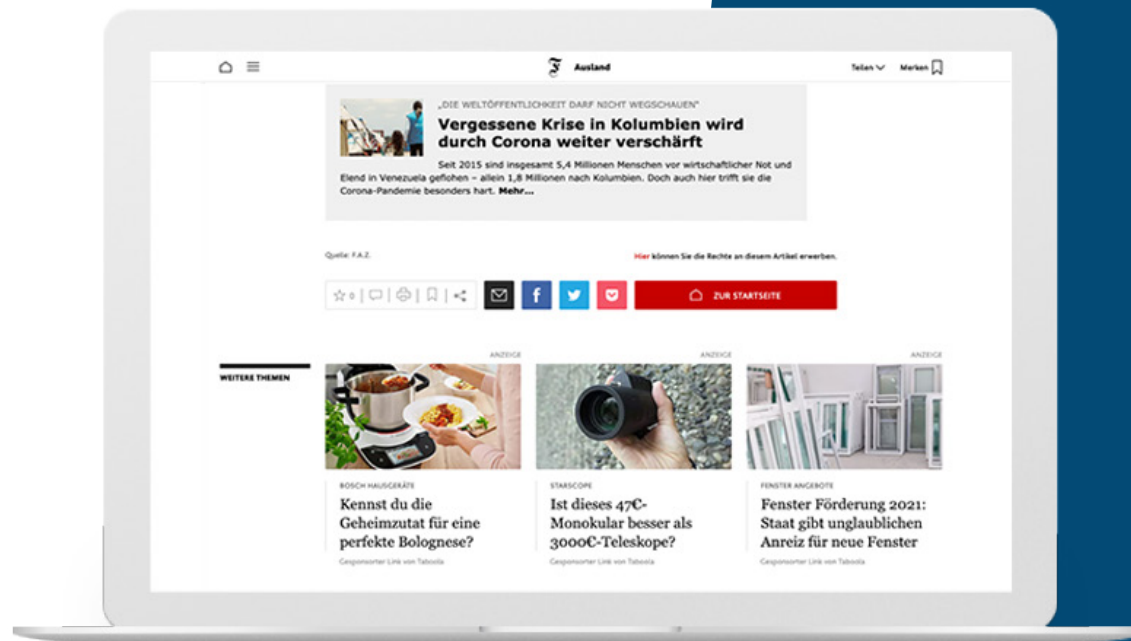 Ausland
Teilen
Merken
„DIE WELTÖFFENTLICHKEIT DARF NICHT WEGSCHAUEN“
Vergessene Krise in Kolumbien wird
durch Corona weiter verschärft
Seit 2015 sind insgesamt 5,4 Millionen Menschen vor wirtschaftlicher Not und
Elend in Venezuela geflohen – allein 1,8 Millionen nach Kolumbien. Doch auch hier trifft sie die
Corona-Pandemie besonders hart. Mehr...
Quelle: F.A.Z.
Hier können Sie die Rechte an diesem Artikel erwerben.
0
ZUR STARTSEITE
WEITERE THEMEN
ANZEIGE
BOSCH HAUSGERÄTE
Kennst du die
Geheimzutat für eine
perfekte Bolognese?
Gesponsorter Link von Taboola
ANZEIGE
STARSCOPE
Ist dieses 47€-
Monokular besser als
3000€-Teleskope?
Gesponsorter Link von Taboola
ANZEIGE
FENSTER ANGEBOTE
Fenster Förderung 2021:
Staat gibt unglaublichen
Anreiz für neue Fenster
Gesponsorter Link von Taboola